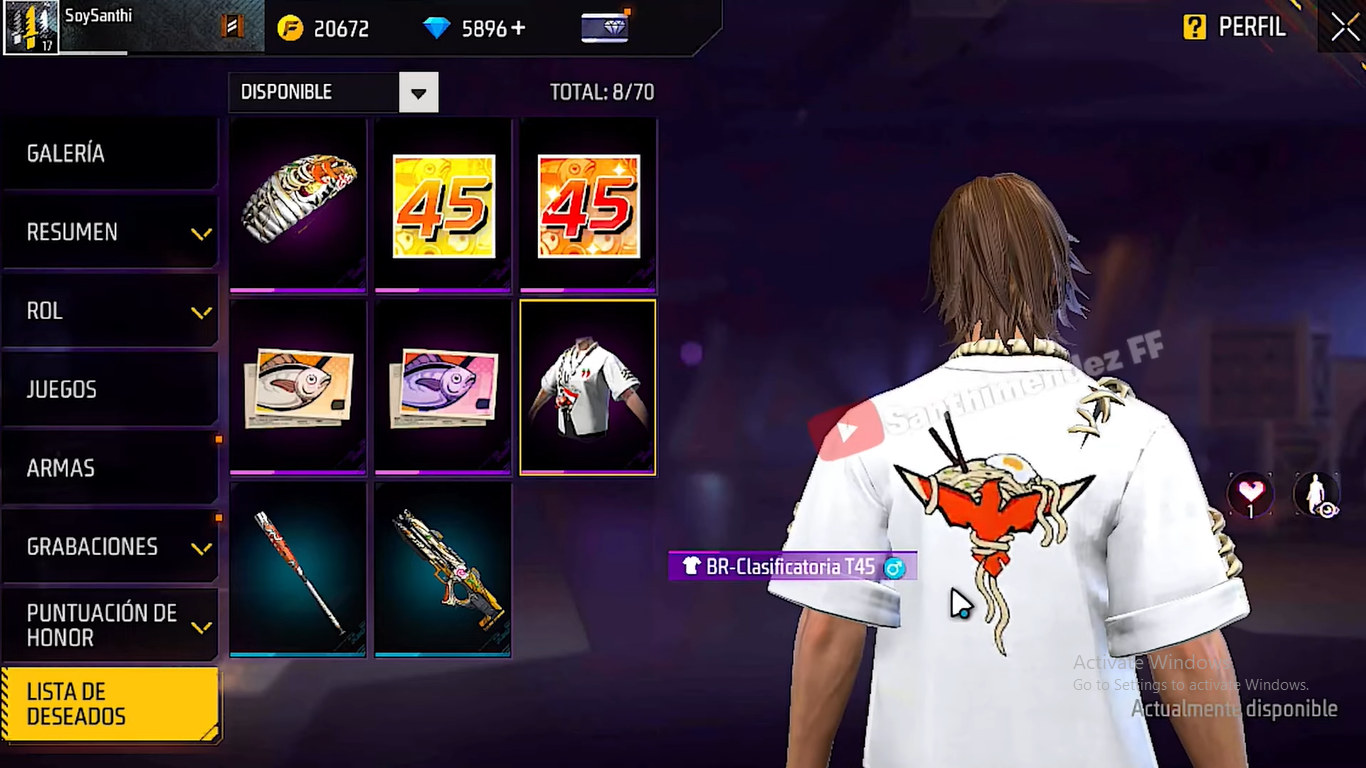 SoySanthi
17
20672
5896+
? PERFIL
DISPONIBLE
TOTAL: 8/70
GALERÍA
RESUMEN
ROL
JUEGOS
ARMAS
GRABACIONES
PUNTUACIÓN DE
HONOR
LISTA DE
DESEADOS
45
45
Santhimendez FF
BR-Clasificatoria T45
1
Activate Windows
Go to Settings to activate Windows.
Actualmente disponible